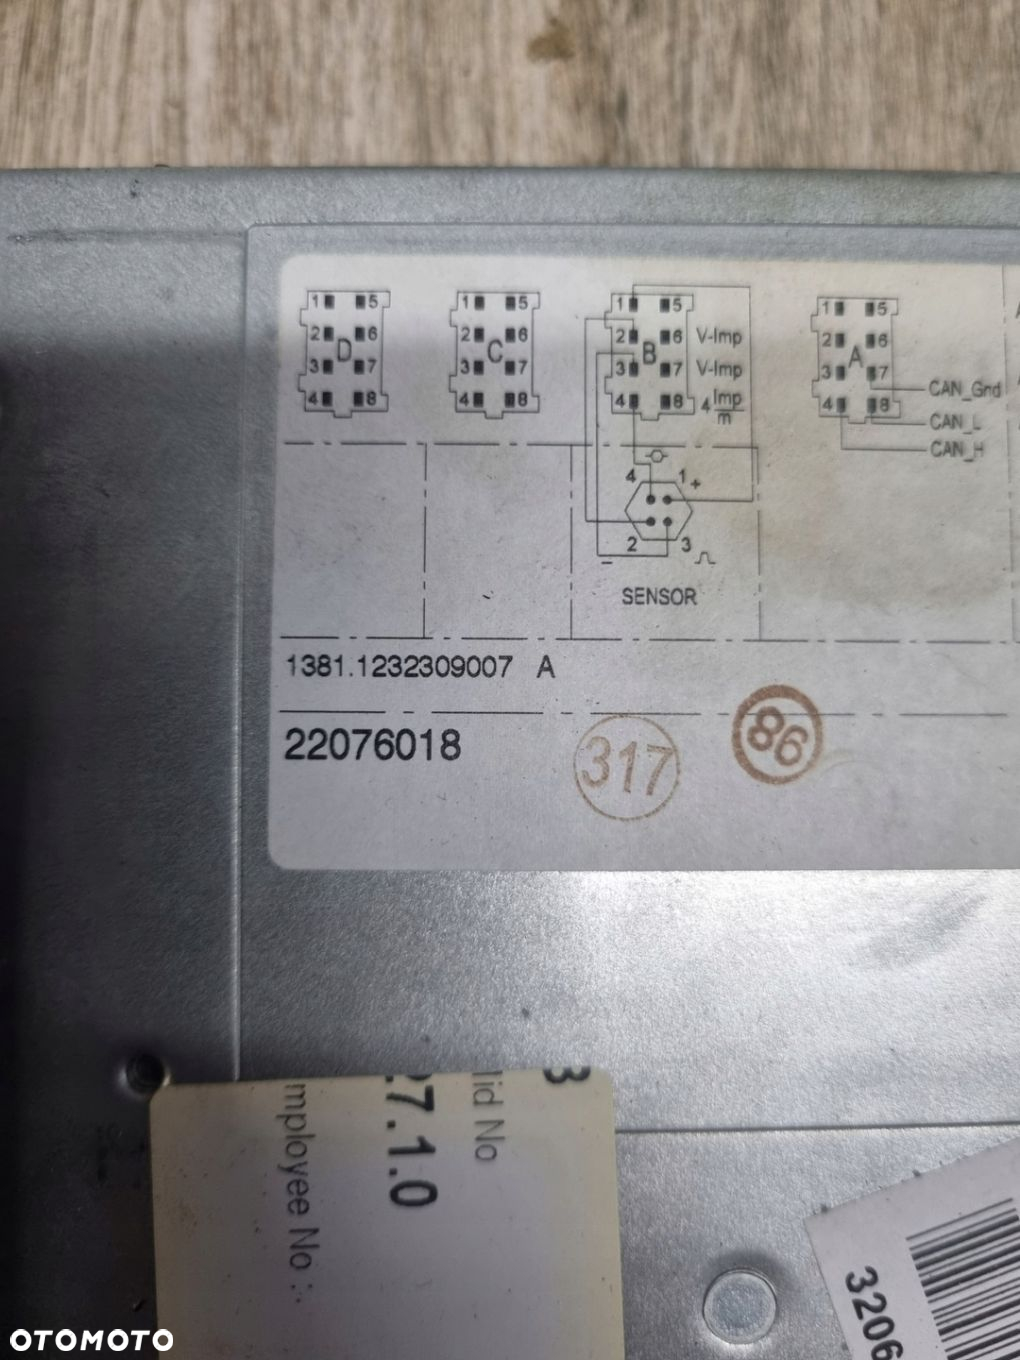 1 5 1 5 1 5 1 5
2 6 2 6 2 6 V-Imp 2 6
D C B A
3 7 3 7 3 7 V-Imp 3 7
CAN_Gnd
4 8 4 8 4 8 4 Imp/m 4 8
CAN_L
CAN_H
4 1 +
2 3
−
SENSOR
1381.1232309007 A
22076018
317
98
3
lid No
27.1.0
mployee No :
3206
OTOMOTO